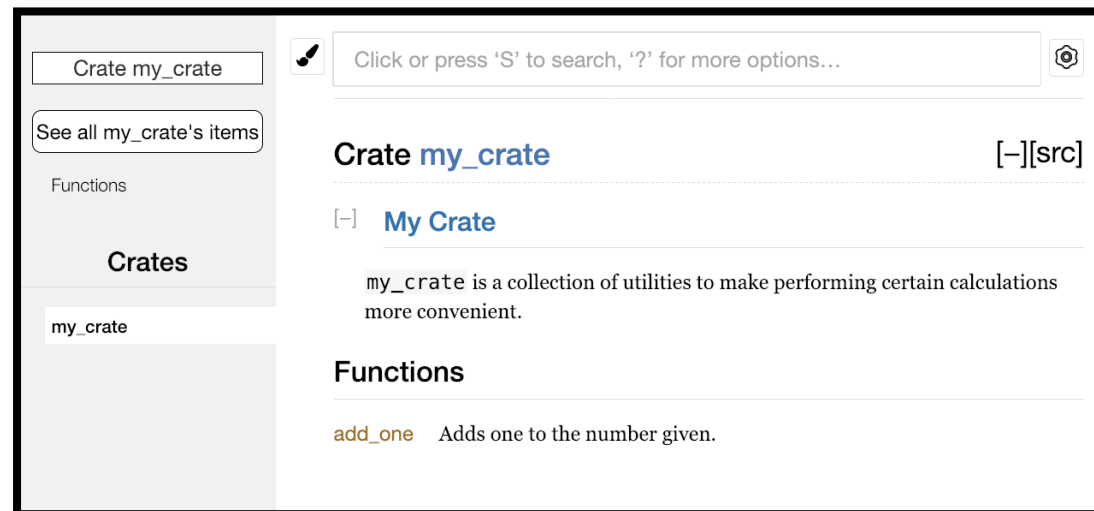 Crate my_crate
See all my_crate's items
Functions
Crates
my_crate
Click or press ‘S’ to search, ‘?’ for more options…
Crate my_crate [−][src]
[−] My Crate
my_crate is a collection of utilities to make performing certain calculations
more convenient.
Functions
add_one Adds one to the number given.